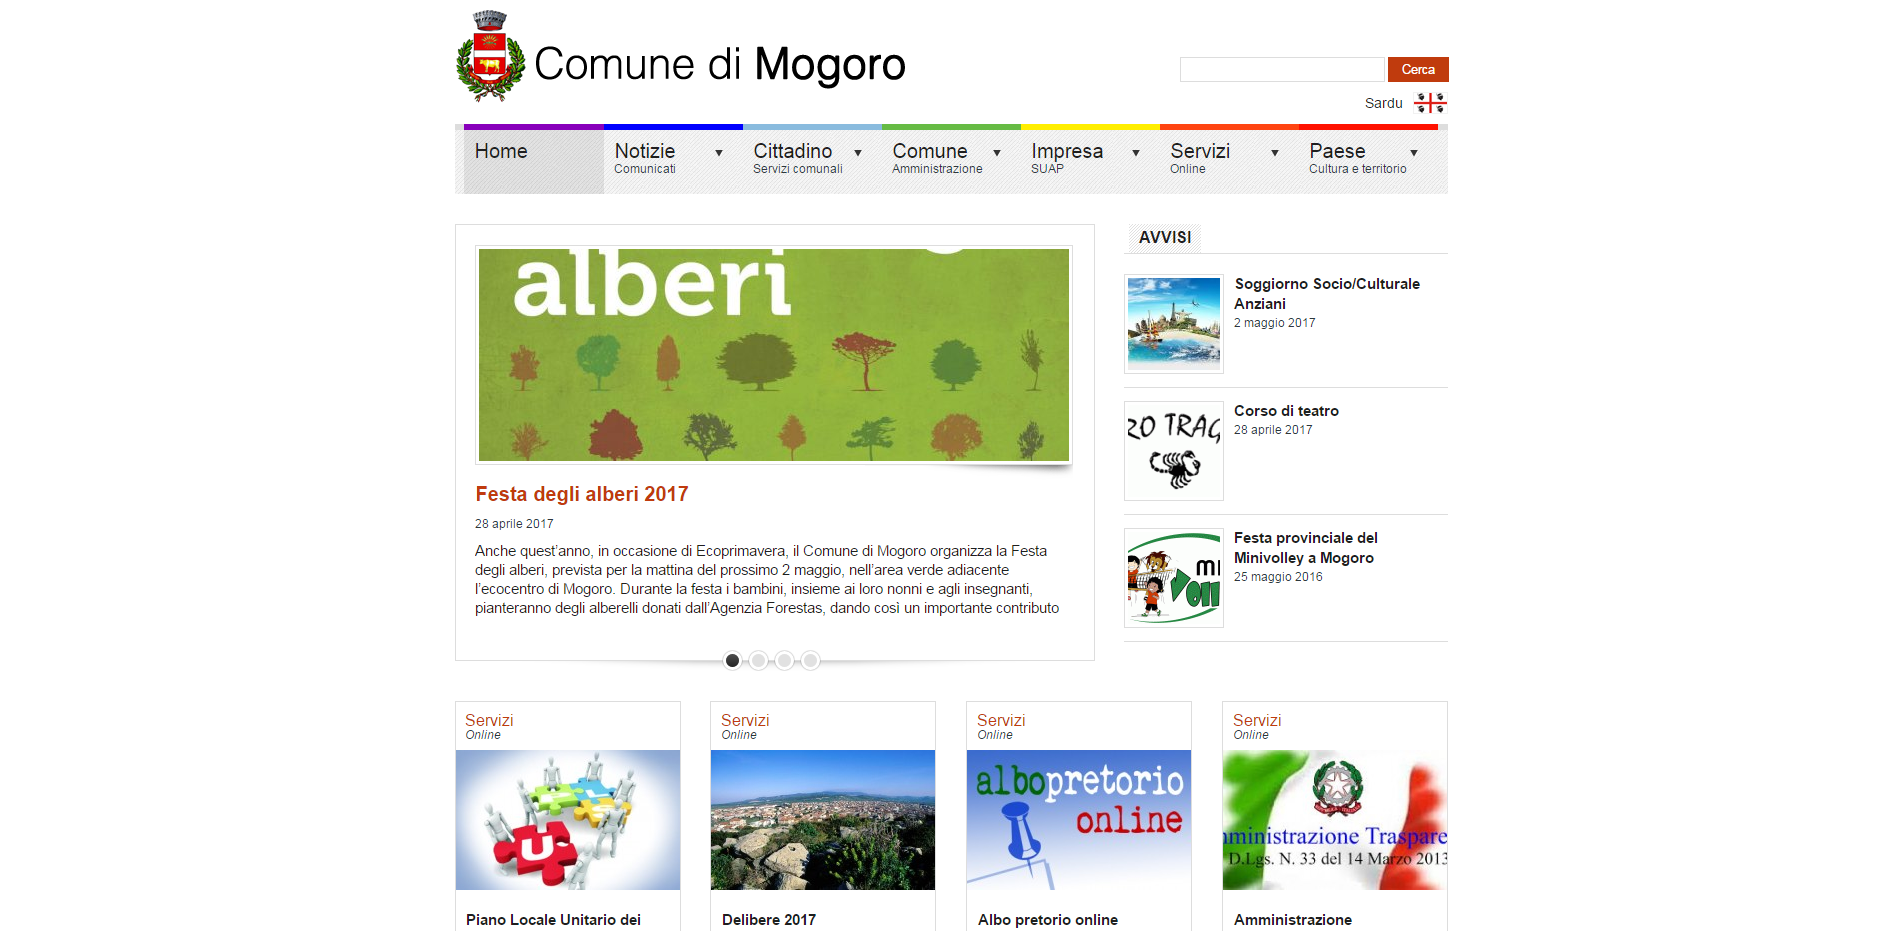 Comune di Mogoro
Cerca
Sardu
Home
Notizie
Comunicati
Cittadino
Servizi comunali
Comune
Amministrazione
Impresa
SUAP
Servizi
Online
Paese
Cultura e territorio
alberi
Festa degli alberi 2017
28 aprile 2017
Anche quest’anno, in occasione di Ecoprimavera, il Comune di Mogoro organizza la Festa
degli alberi, prevista per la mattina del prossimo 2 maggio, nell’area verde adiacente
l’ecocentro di Mogoro. Durante la festa i bambini, insieme ai loro nonni e agli insegnanti,
pianteranno degli alberelli donati dall’Agenzia Forestas, dando così un importante contributo
AVVISI
Soggiorno Socio/Culturale
Anziani
2 maggio 2017
Corso di teatro
28 aprile 2017
Festa provinciale del
Minivolley a Mogoro
25 maggio 2016
Servizi
Online
U
Piano Locale Unitario dei
Servizi
Online
Delibere 2017
Servizi
Online
albopretorio
online
Albo pretorio online
Servizi
Online
mministrazione Traspare
D.Lgs. N. 33 del 14 Marzo 2013
Amministrazione